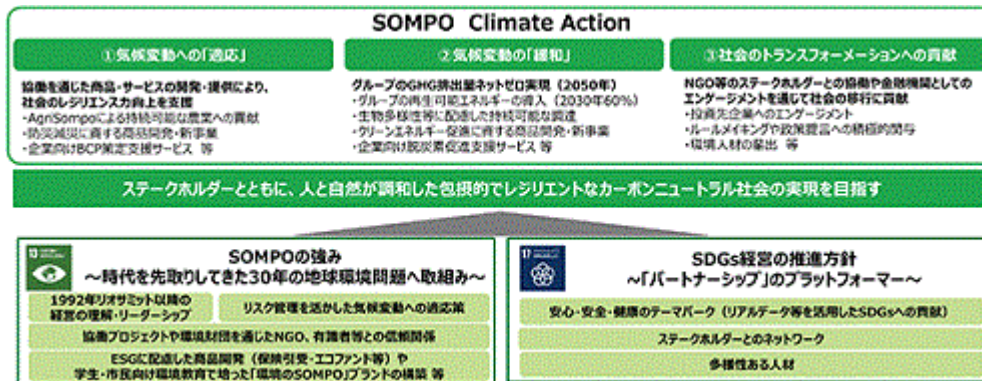 SOMPO Climate Action
①気候変動への「適応」
協働を通じた商品・サービスの開発・提供により、
社会のレジリエンス力向上を支援
・AgriSompoによる持続可能な農業への貢献
・防災減災に資する商品開発・新事業
・企業向けBCP策定支援サービス 等
②気候変動の「緩和」
グループのGHG排出量ネットゼロ実現（2050年）
・グループの再生可能エネルギーの導入（2030年60%）
・生物多様性等に配慮した持続可能な調達
・クリーンエネルギー促進に資する商品開発・新事業
・企業向け脱炭素促進支援サービス 等
③社会のトランスフォーメーションへの貢献
NGO等のステークホルダーとの協働や金融機関としての
エンゲージメントを通じて社会の移行に貢献
・投資先企業へのエンゲージメント
・ルールメイキングや政策提言への積極的関与
・環境人材の輩出 等
ステークホルダーとともに、人と自然が調和した包摂的でレジリエントなカーボンニュートラル社会の実現を目指す
13
SOMPOの強み
～時代を先取りしてきた30年の地球環境問題へ取組み～
1992年リオサミット以降の
経営の理解・リーダーシップ
リスク管理を活かした気候変動への適応策
協働プロジェクトや環境財団を通じたNGO、有識者等との信頼関係
ESGに配慮した商品開発（保険引受・エコファンド等）や
学生・市民向け環境教育で培った「環境のSOMPO」ブランドの構築 等
17
SDGs経営の推進方針
～「パートナーシップ」のプラットフォーマー～
安心・安全・健康のテーマパーク（リアルデータ等を活用したSDGsへの貢献）
ステークホルダーとのネットワーク
多様性ある人材